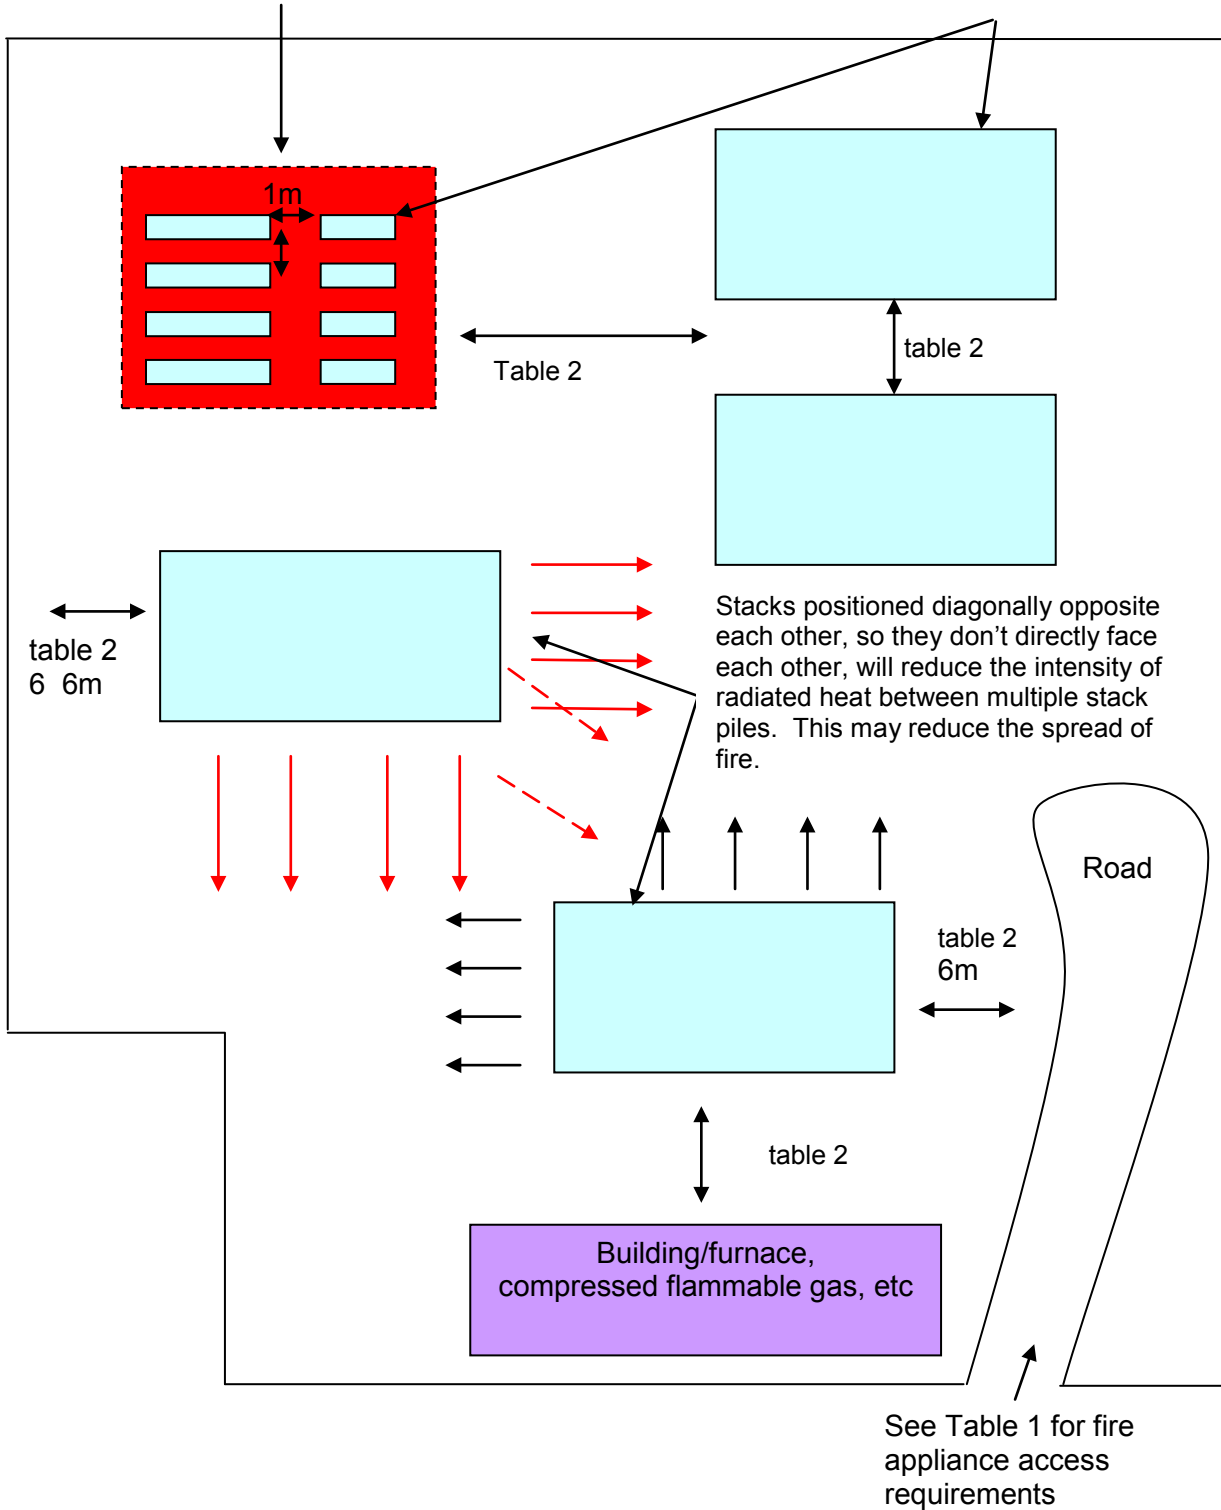 1m
Table 2
table 2
table 2
6  6m
Stacks positioned diagonally opposite
each other, so they don't directly face
each other, will reduce the intensity of
radiated heat between multiple stack
piles.  This may reduce the spread of
fire.
Road
table 2
6m
table 2
Building/furnace,
compressed flammable gas, etc
See Table 1 for fire
appliance access
requirements